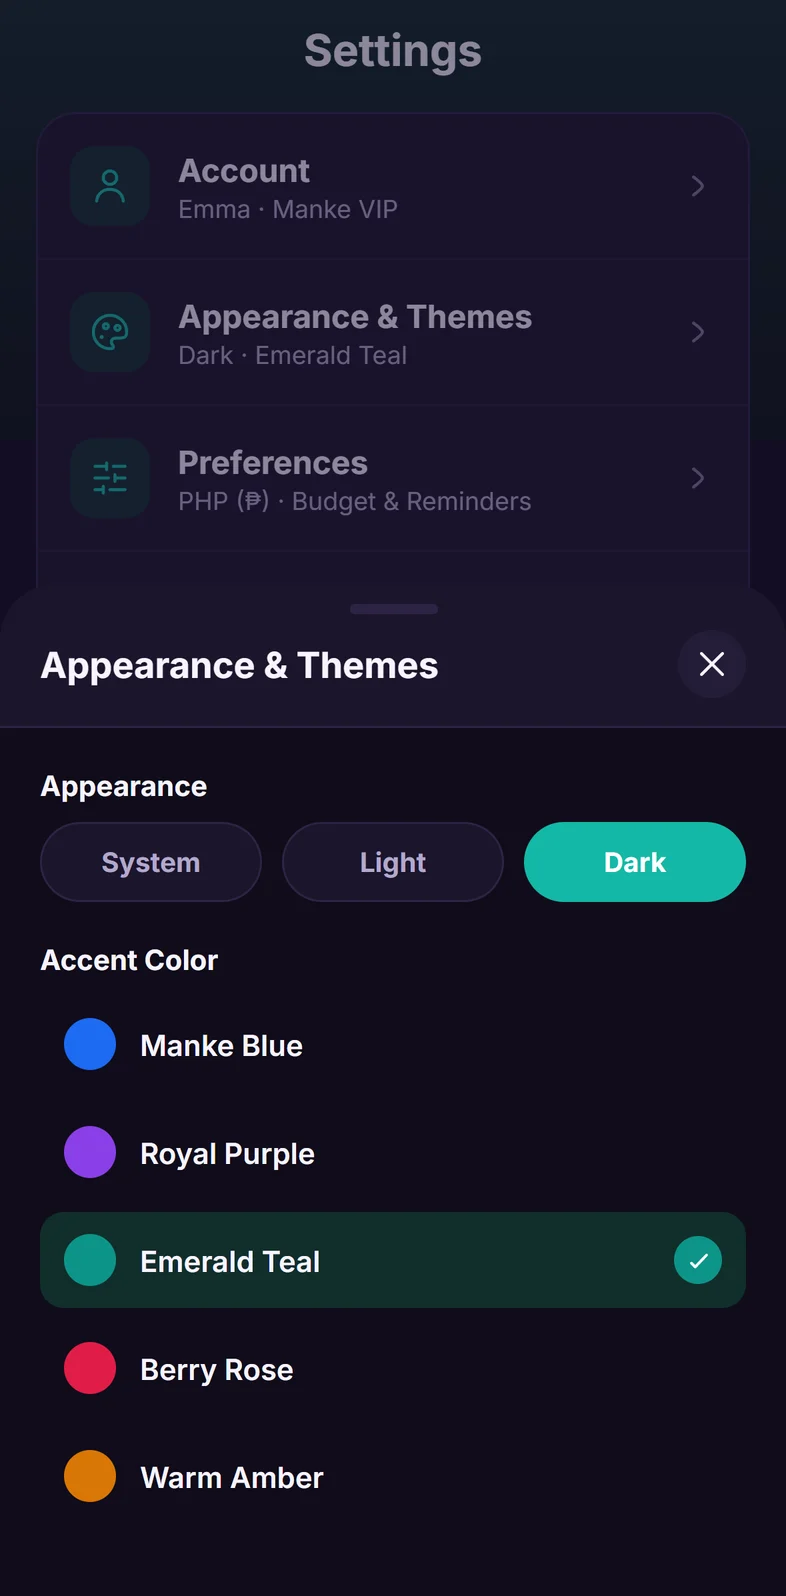 Settings
Account
Emma · Manke VIP
Appearance & Themes
Dark · Emerald Teal
Preferences
PHP (₱) · Budget & Reminders
Appearance & Themes
Appearance
System
Light
Dark
Accent Color
Manke Blue
Royal Purple
Emerald Teal
Berry Rose
Warm Amber